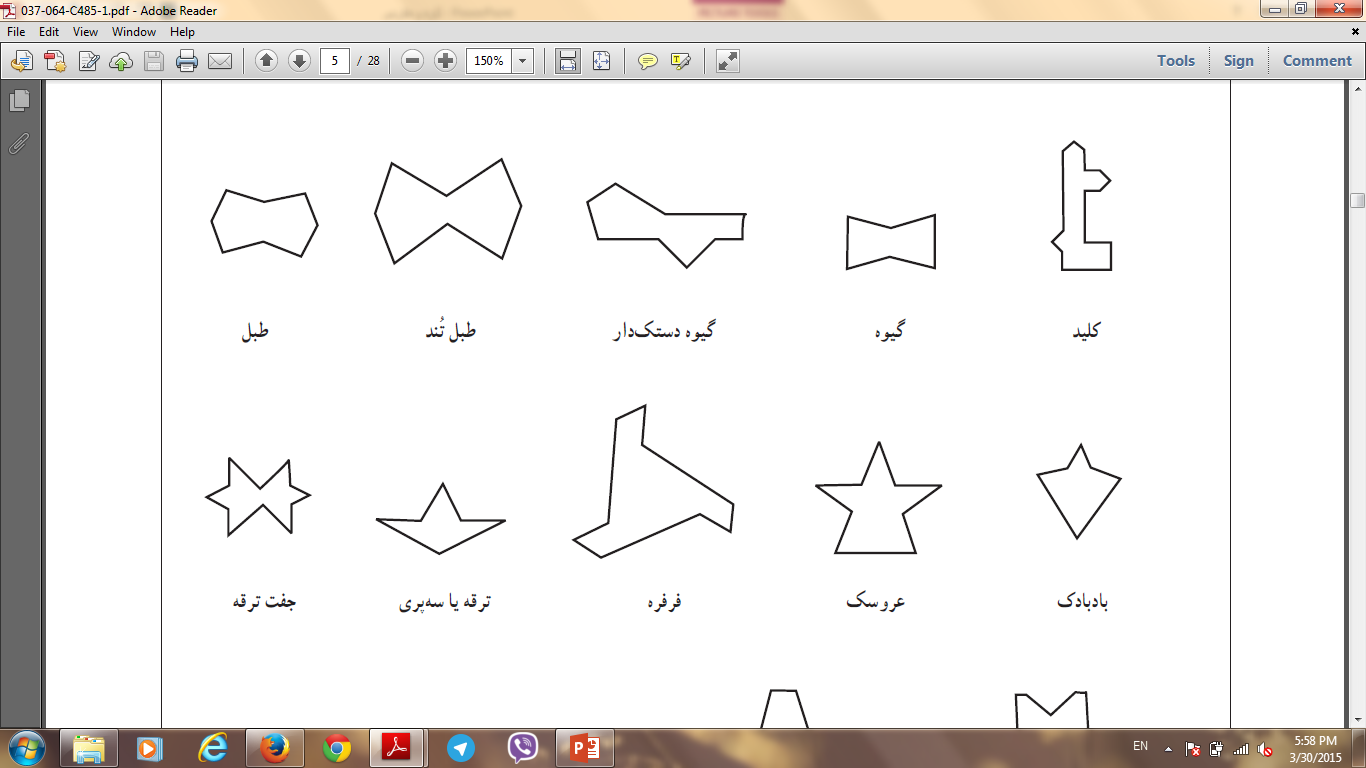 037-064-C485-1.pdf - Adobe Reader
File Edit View Window Help
5 / 28 150% Tools Sign Comment
کلید گیوه گیوه دستک‌دار طبل تُند طبل
بادبادک عروسک فرفره ترقه یا سه‌پری جفت ترقه
EN 5:58 PM
3/30/2015